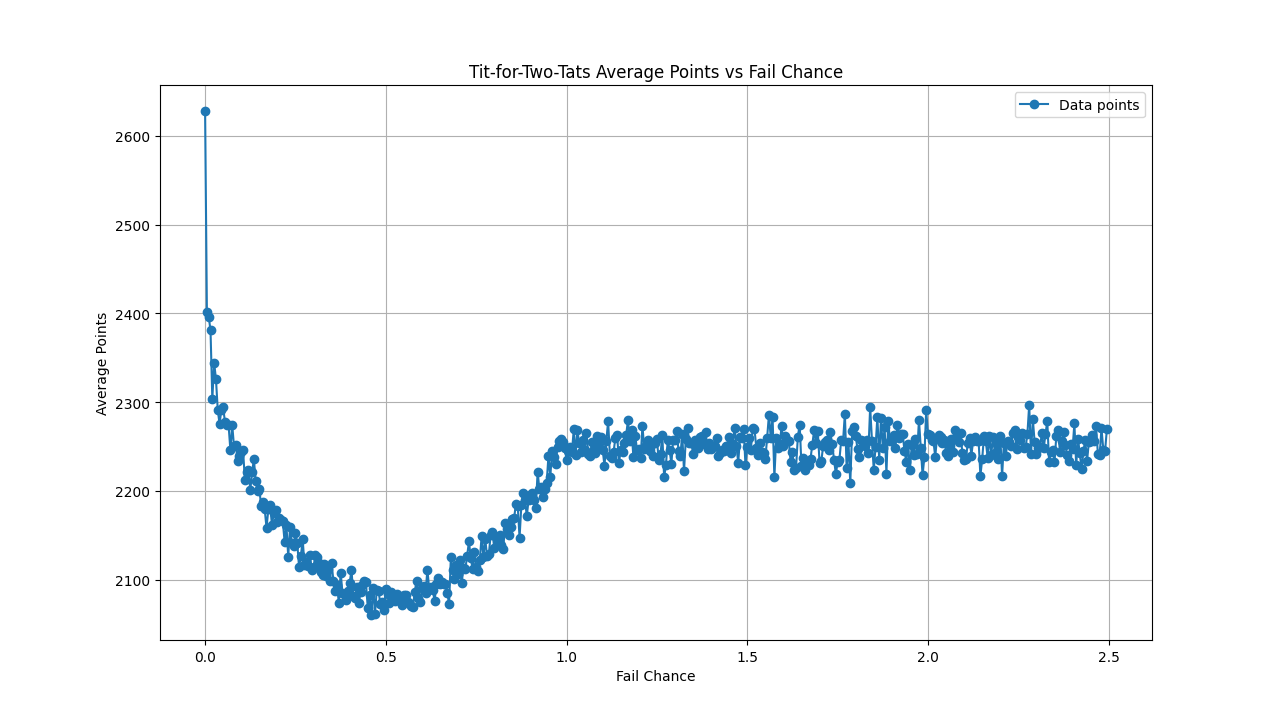 Tit-for-Two-Tats Average Points vs Fail Chance
Data points
2600
2500
2400
2300
2200
2100
Average Points
0.0 0.5 1.0 1.5 2.0 2.5
Fail Chance